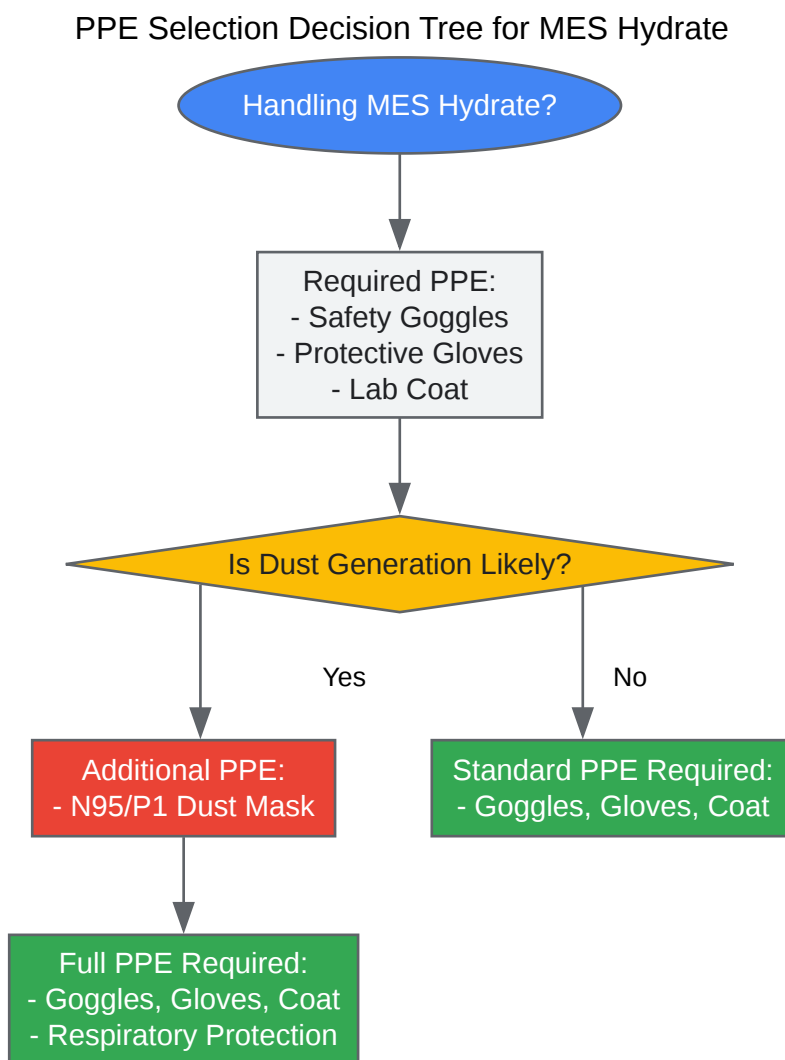 PPE Selection Decision Tree for MES Hydrate
Handling MES Hydrate?
Required PPE:
- Safety Goggles
- Protective Gloves
- Lab Coat
Is Dust Generation Likely?
Yes
No
Additional PPE:
- N95/P1 Dust Mask
Standard PPE Required:
- Goggles, Gloves, Coat
Full PPE Required:
- Goggles, Gloves, Coat
- Respiratory Protection